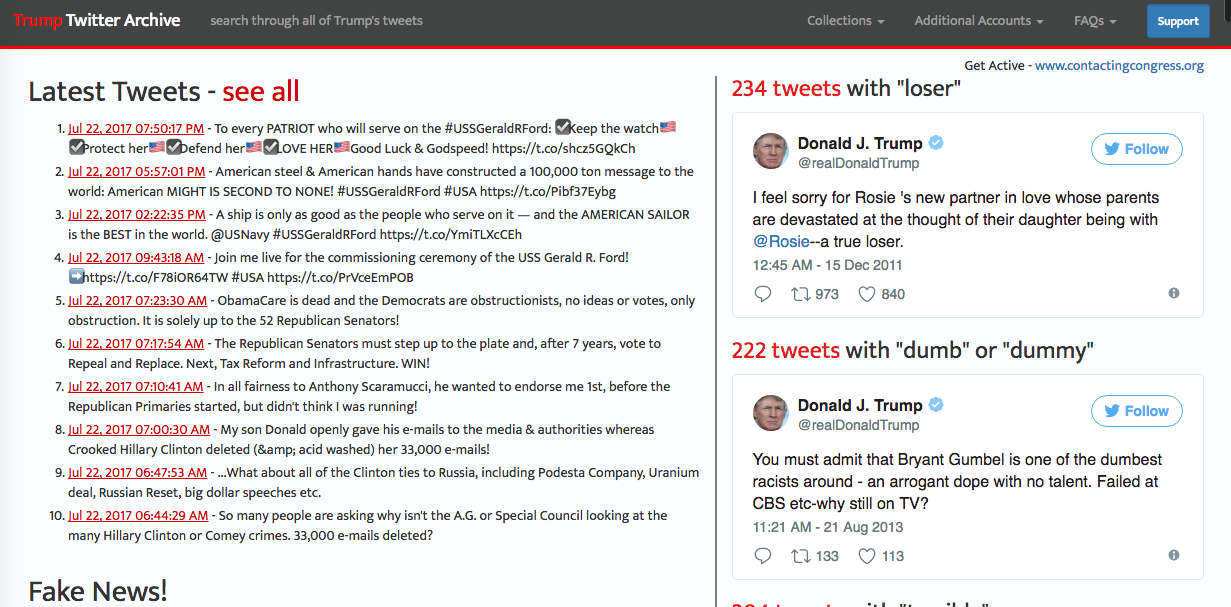 Trump Twitter Archive search through all of Trump's tweets Collections Additional Accounts FAQs Support
Get Active - www.contactingcongress.org
Latest Tweets - see all
1. Jul 22, 2017 07:50:17 PM - To every PATRIOT who will serve on the #USSGeraldRFord: ☑️Keep the watch🇺🇸
☑️Protect her🇺🇸☑️Defend her🇺🇸☑️LOVE HER🇺🇸Good Luck & Godspeed! https://t.co/shcz5GQkCh
2. Jul 22, 2017 05:57:01 PM - American steel & American hands have constructed a 100,000 ton message to the
world: American MIGHT IS SECOND TO NONE! #USSGeraldRFord #USA https://t.co/Pibf37Eybg
3. Jul 22, 2017 02:22:35 PM - A ship is only as good as the people who serve on it — and the AMERICAN SAILOR
is the BEST in the world. @USNavy #USSGeraldRFord https://t.co/YmiTLXcCEh
4. Jul 22, 2017 09:43:18 AM - Join me live for the commissioning ceremony of the USS Gerald R. Ford!
➡️https://t.co/F78iOR64TW #USA https://t.co/PrVceEmPOB
5. Jul 22, 2017 07:23:30 AM - ObamaCare is dead and the Democrats are obstructionists, no ideas or votes, only
obstruction. It is solely up to the 52 Republican Senators!
6. Jul 22, 2017 07:17:54 AM - The Republican Senators must step up to the plate and, after 7 years, vote to
Repeal and Replace. Next, Tax Reform and Infrastructure. WIN!
7. Jul 22, 2017 07:10:41 AM - In all fairness to Anthony Scaramucci, he wanted to endorse me 1st, before the
Republican Primaries started, but didn't think I was running!
8. Jul 22, 2017 07:00:30 AM - My son Donald openly gave his e-mails to the media & authorities whereas
Crooked Hillary Clinton deleted (&amp; acid washed) her 33,000 e-mails!
9. Jul 22, 2017 06:47:53 AM - ...What about all of the Clinton ties to Russia, including Podesta Company, Uranium
deal, Russian Reset, big dollar speeches etc.
10. Jul 22, 2017 06:44:29 AM - So many people are asking why isn't the A.G. or Special Council looking at the
many Hillary Clinton or Comey crimes. 33,000 e-mails deleted?
Fake News!
234 tweets with "loser"
Donald J. Trump
@realDonaldTrump
Follow
I feel sorry for Rosie 's new partner in love whose parents
are devastated at the thought of their daughter being with
@Rosie--a true loser.
12:45 AM - 15 Dec 2011
973 840
222 tweets with "dumb" or "dummy"
Donald J. Trump
@realDonaldTrump
Follow
You must admit that Bryant Gumbel is one of the dumbest
racists around - an arrogant dope with no talent. Failed at
CBS etc-why still on TV?
11:21 AM - 21 Aug 2013
133 113